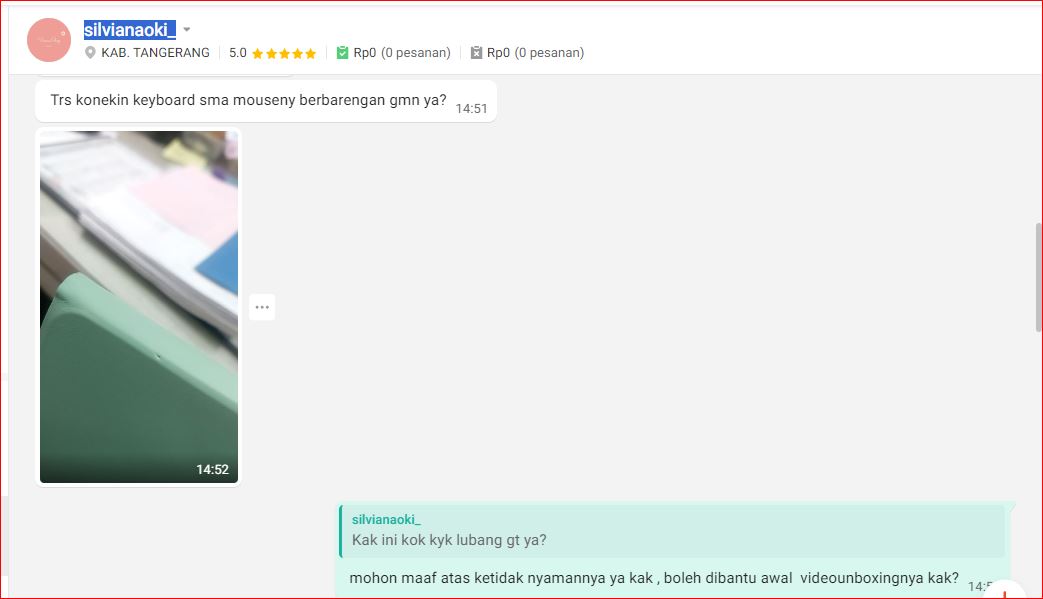 silvianaoki_
KAB. TANGERANG 5.0 Rp0 (0 pesanan) Rp0 (0 pesanan)
Trs konekin keyboard sma mouseny berbarengan gmn ya? 14:51
14:52
silvianaoki_
Kak ini kok kyk lubang gt ya?
mohon maaf atas ketidak nyamannya ya kak , boleh dibantu awal videounboxingnya kak?